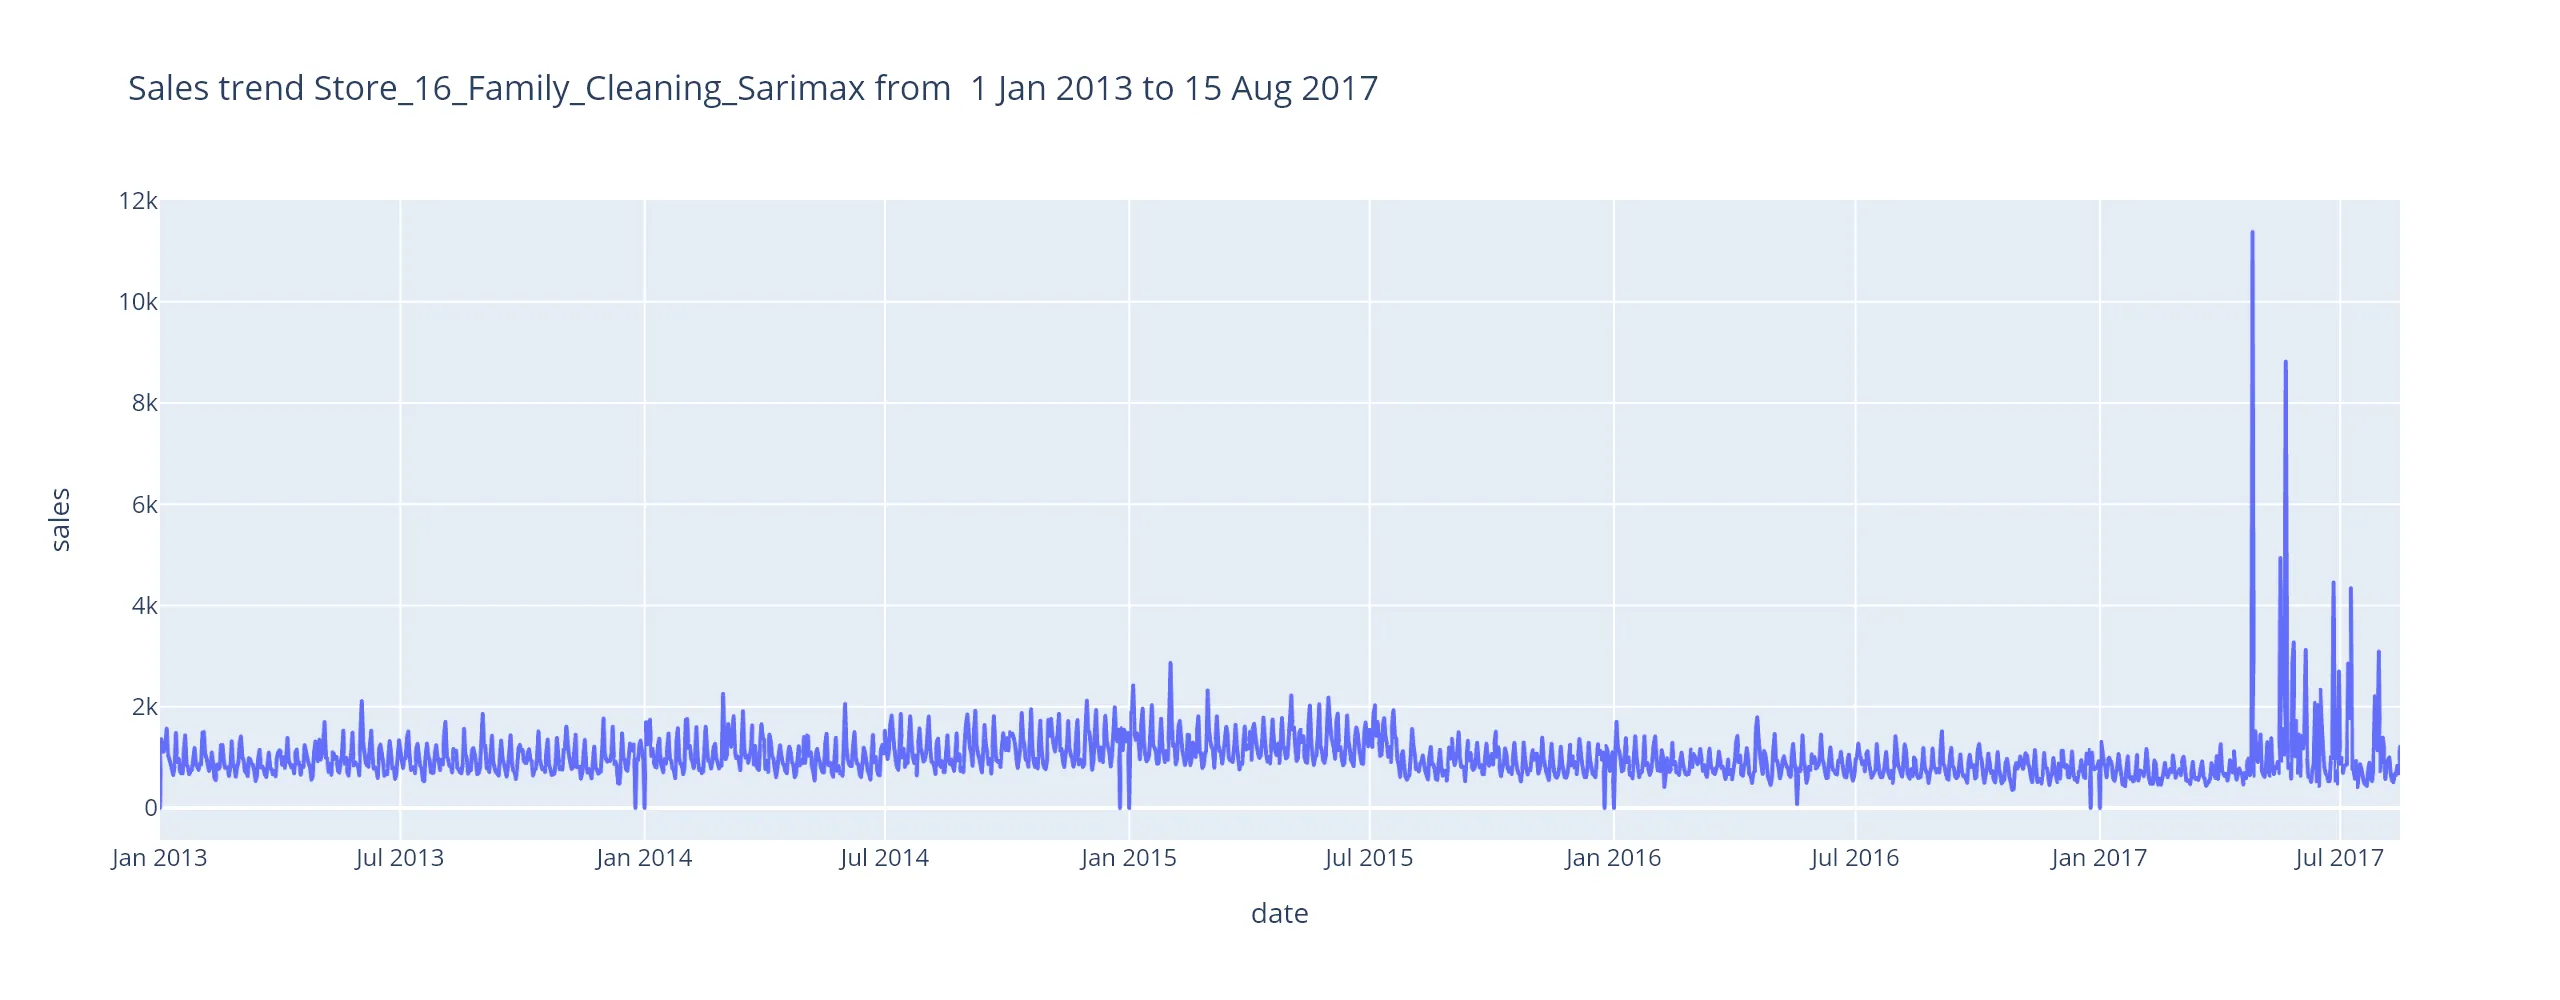 Sales trend Store_16_Family_Cleaning_Sarimax from  1 Jan 2013 to 15 Aug 2017
12k
10k
8k
6k
4k
2k
0
sales
Jan 2013 Jul 2013 Jan 2014 Jul 2014 Jan 2015 Jul 2015 Jan 2016 Jul 2016 Jan 2017 Jul 2017
date